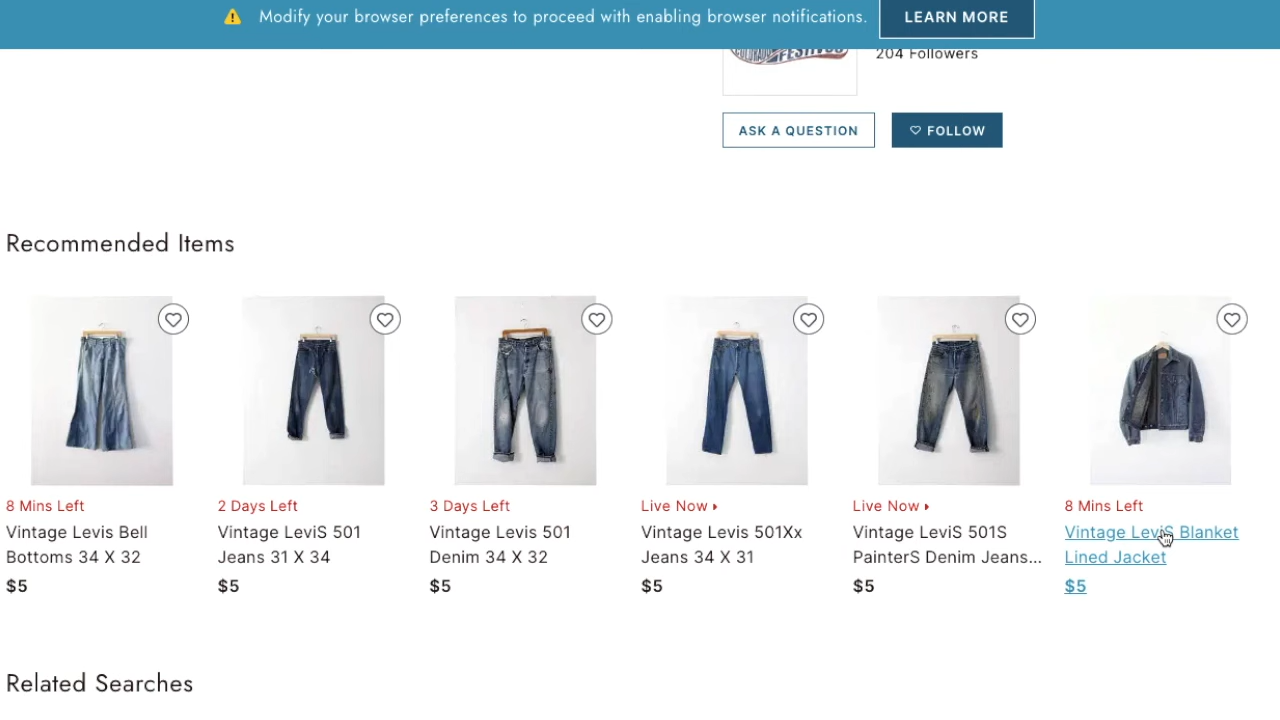 ⚠ Modify your browser preferences to proceed with enabling browser notifications. LEARN MORE
204 Followers
ASK A QUESTION
FOLLOW
Recommended Items
8 Mins Left
Vintage Levis Bell
Bottoms 34 X 32
$5
2 Days Left
Vintage LeviS 501
Jeans 31 X 34
$5
3 Days Left
Vintage Levis 501
Denim 34 X 32
$5
Live Now
Vintage Levis 501Xx
Jeans 34 X 31
$5
Live Now
Vintage LeviS 501S
PainterS Denim Jeans...
$5
8 Mins Left
Vintage LeviS Blanket
Lined Jacket
$5
Related Searches